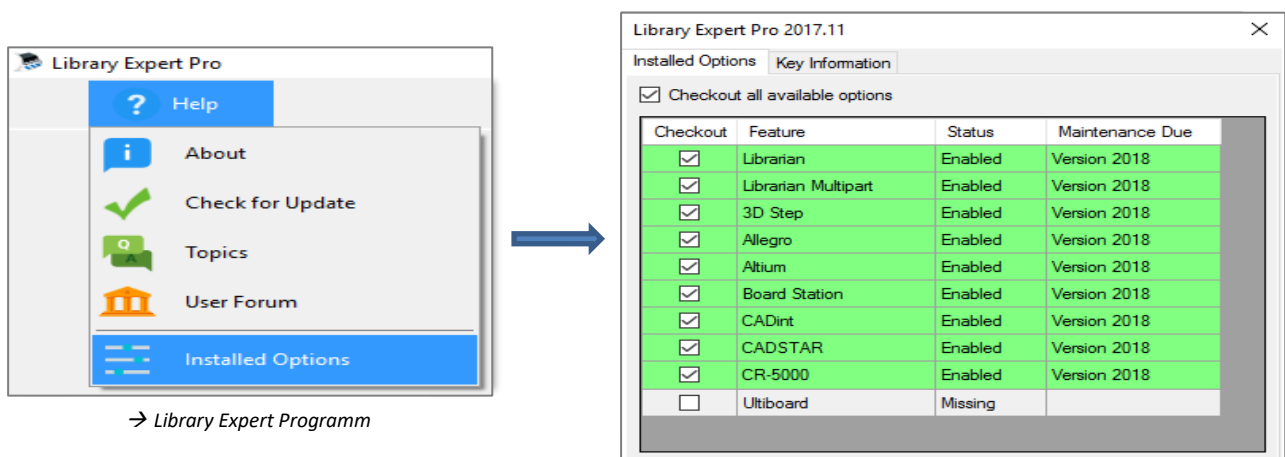 Library Expert Pro
? Help
i About
Check for Update
Q A Topics
User Forum
Installed Options
→ Library Expert Programm
Library Expert Pro 2017.11
Installed Options Key Information
Checkout all available options
Checkout Feature Status Maintenance Due
Librarian Enabled Version 2018
Librarian Multipart Enabled Version 2018
3D Step Enabled Version 2018
Allegro Enabled Version 2018
Altium Enabled Version 2018
Board Station Enabled Version 2018
CADint Enabled Version 2018
CADSTAR Enabled Version 2018
CR-5000 Enabled Version 2018
Ultiboard Missing